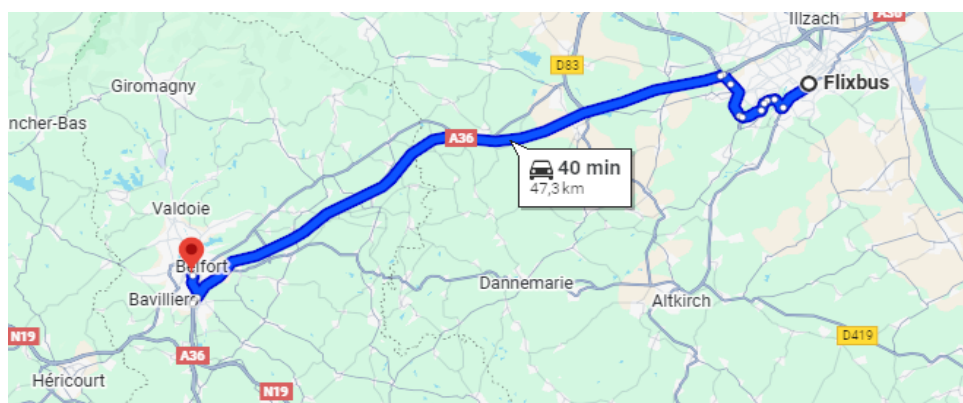 Illzach
A36
D83
Flixbus
Giromagny
ncher-Bas
A36
40 min
47,3 km
Valdoie
Belfort
Dannemarie
Bavilliers
Altkirch
N19
D419
A36
Héricourt
N19